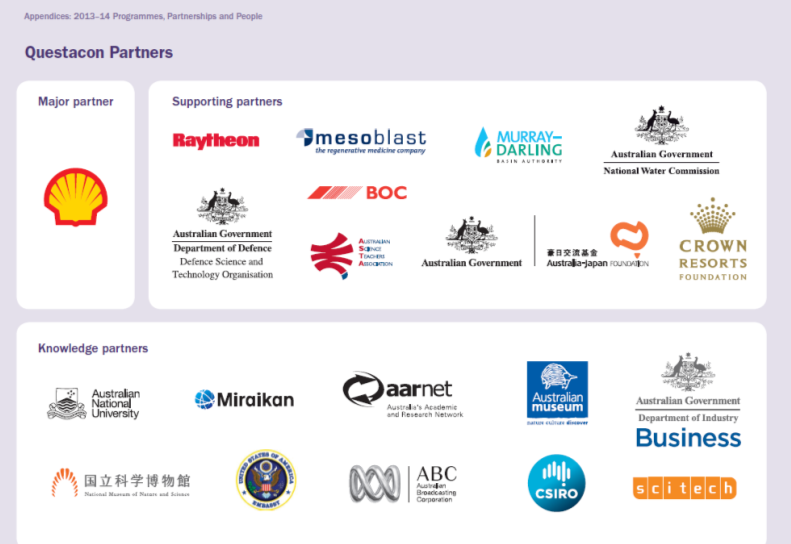 Appendices: 2013–14 Programmes, Partnerships and People
Questacon Partners
Major partner
Supporting partners
Raytheon
mesoblast
the regenerative medicine company
MURRAY–
DARLING
BASIN AUTHORITY
Australian Government
National Water Commission
Australian Government
Department of Defence
Defence Science and
Technology Organisation
BOC
AUSTRALIAN
SCIENCE
TEACHERS
ASSOCIATION
Australian Government
豪日交流基金
Australia-Japan FOUNDATION
CROWN
RESORTS
FOUNDATION
Knowledge partners
Australian
National
University
Miraikan
aarnet
Australia's Academic
and Research Network
Australian
museum
nature culture discover
Australian Government
Department of Industry
Business
国立科学博物館
National Museum of Nature and Science
UNITED STATES OF AMERICA
EMBASSY
ABC
Australian
Broadcasting
Corporation
CSIRO
scitech